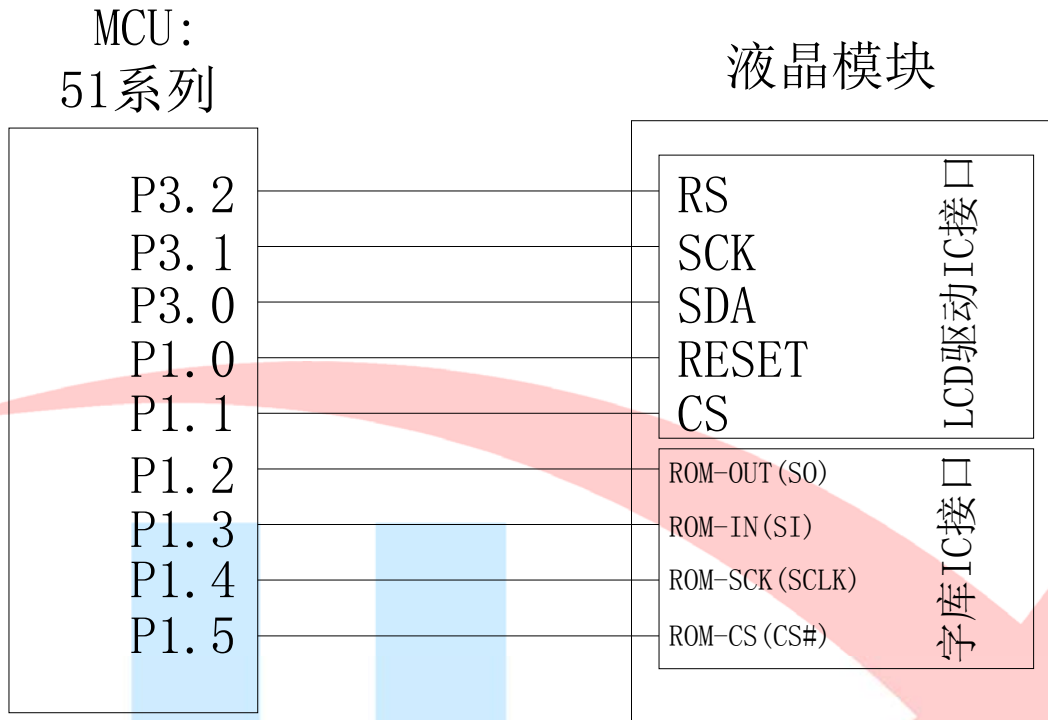 MCU:
51系列
液晶模块
P3.2
P3.1
P3.0
P1.0
P1.1
P1.2
P1.3
P1.4
P1.5
RS
SCK
SDA
RESET
CS
LCD驱动IC接口
ROM-OUT(SO)
ROM-IN(SI)
ROM-SCK(SCLK)
ROM-CS(CS#)
字库IC接口